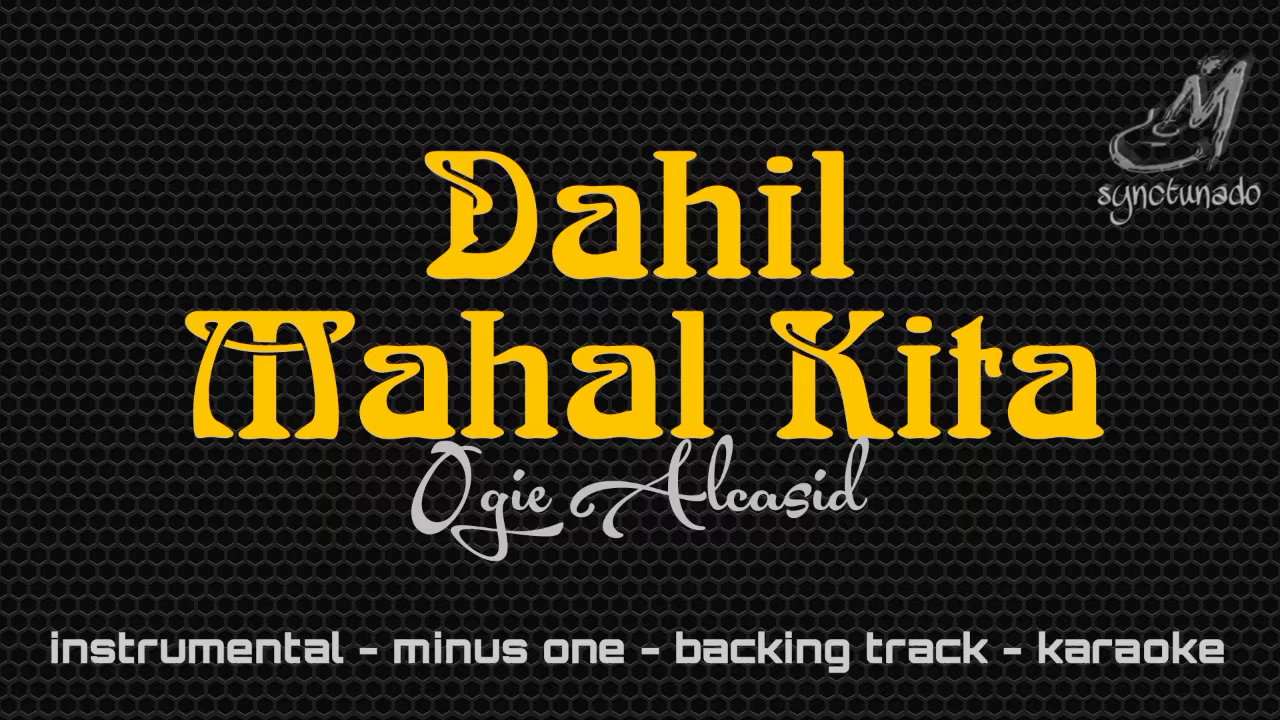 synctunado
Dahil
Mahal Kita
Ogie Alcasid
instrumental - minus one - backing track - karaoke